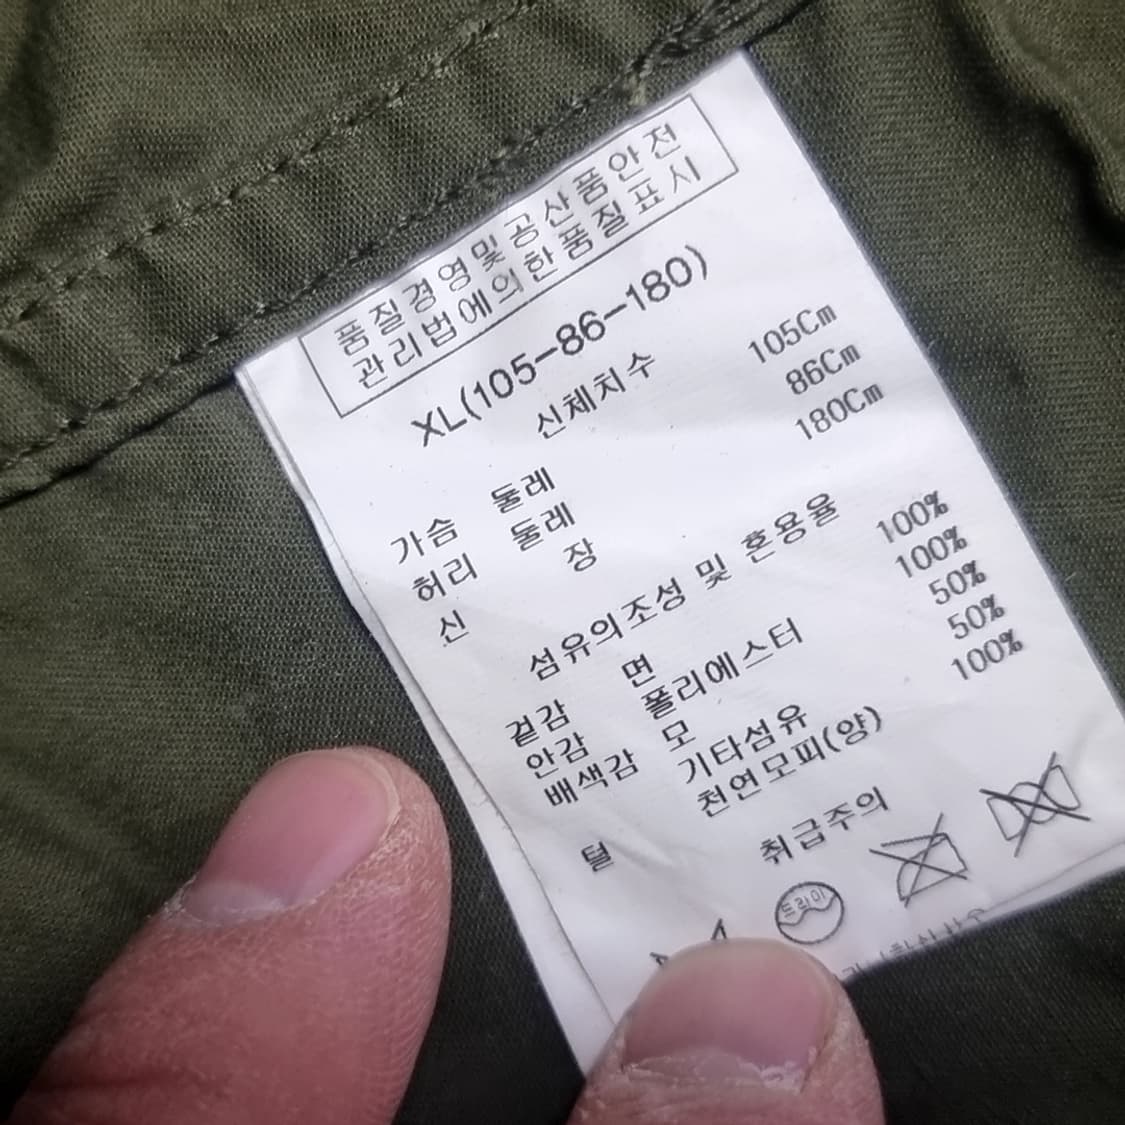 품질경영및공산품안전
관리법에의한품질표시
XL(105-86-180)
신체치수
가슴 둘레 105Cm
허리 둘레 86Cm
신 장 180Cm
섬유의조성 및 혼용율
겉감 면 100%
안감 폴리에스터 100%
배색감 모 50%
기타섬유 50%
털 천연모피(양) 100%
취급주의
드라이